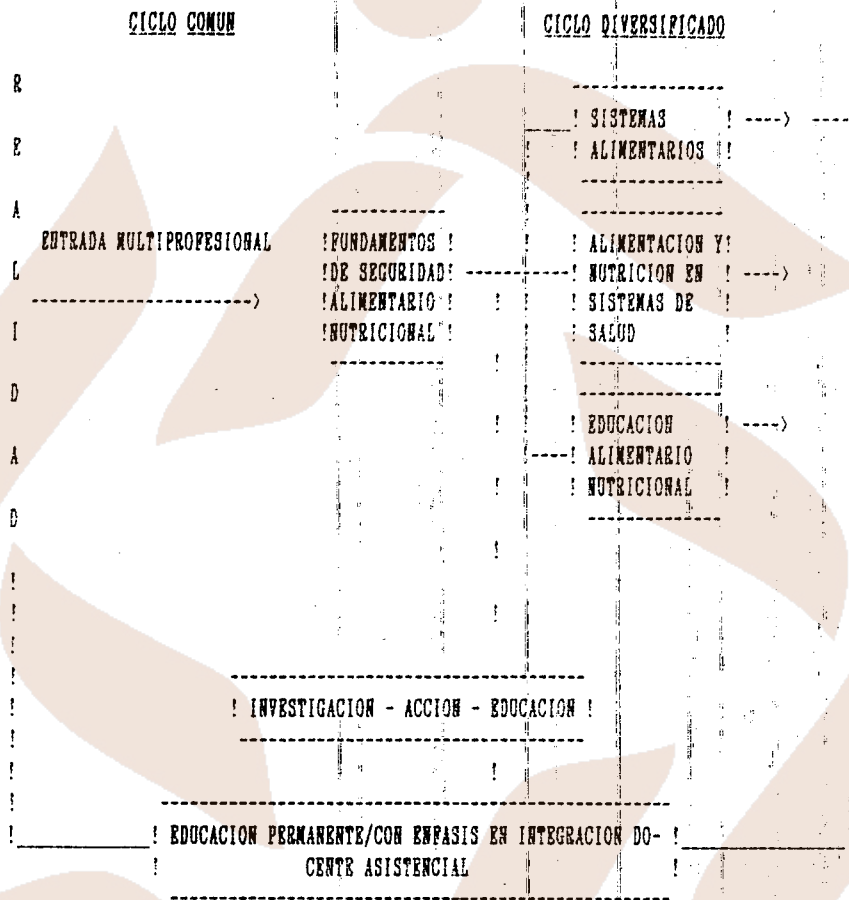 CICLO COMUN
CICLO DIVERSIFICADO
R
E
A
L
I
D
A
D
ENTRADA MULTIPROFESIONAL
FUNDAMENTOS
DE SEGURIDAD
ALIMENTARIO
NUTRICIONAL
SISTEMAS
ALIMENTARIOS
ALIMENTACION Y
NUTRICION EN
SISTEMAS DE
SALUD
EDUCACION
ALIMENTARIO
NUTRICIONAL
INVESTIGACION - ACCION - EDUCACION
EDUCACION PERMANENTE/CON ENFASIS EN INTEGRACION DO-
CENTE ASISTENCIAL